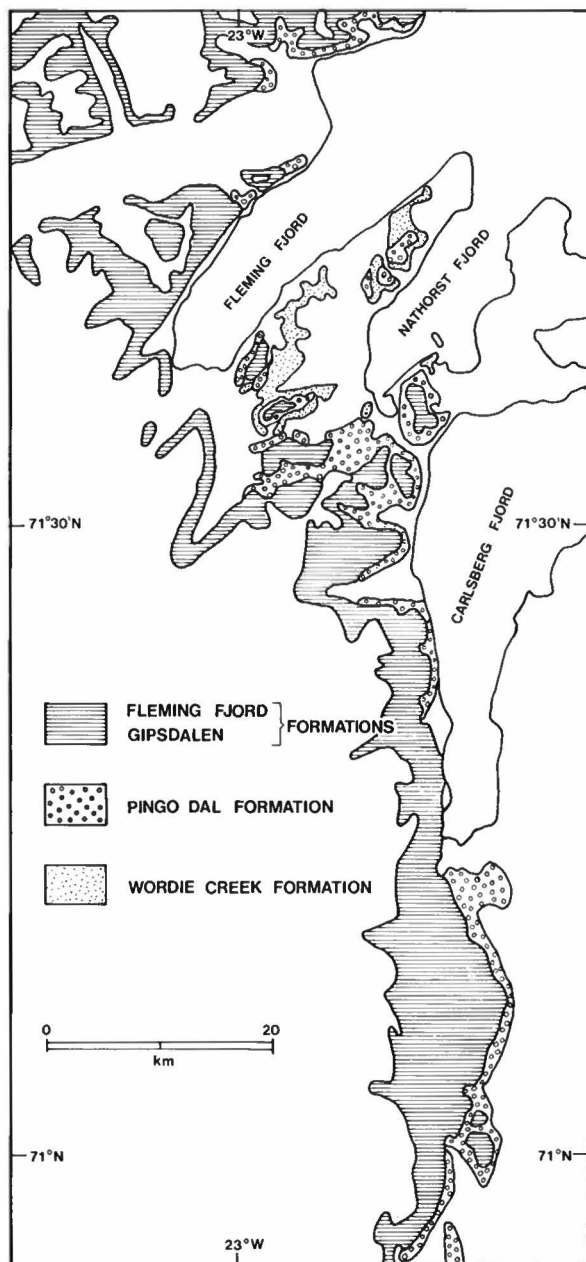 23°W
FLEMING FJORD
NATHORST FJORD
71°30'N
71°30'N
CARLSBERG FJORD
FLEMING FJORD
GIPSDALEN
FORMATIONS
PINGO DAL FORMATION
WORDIE CREEK FORMATION
0 20
km
71°N
71°N
23°W